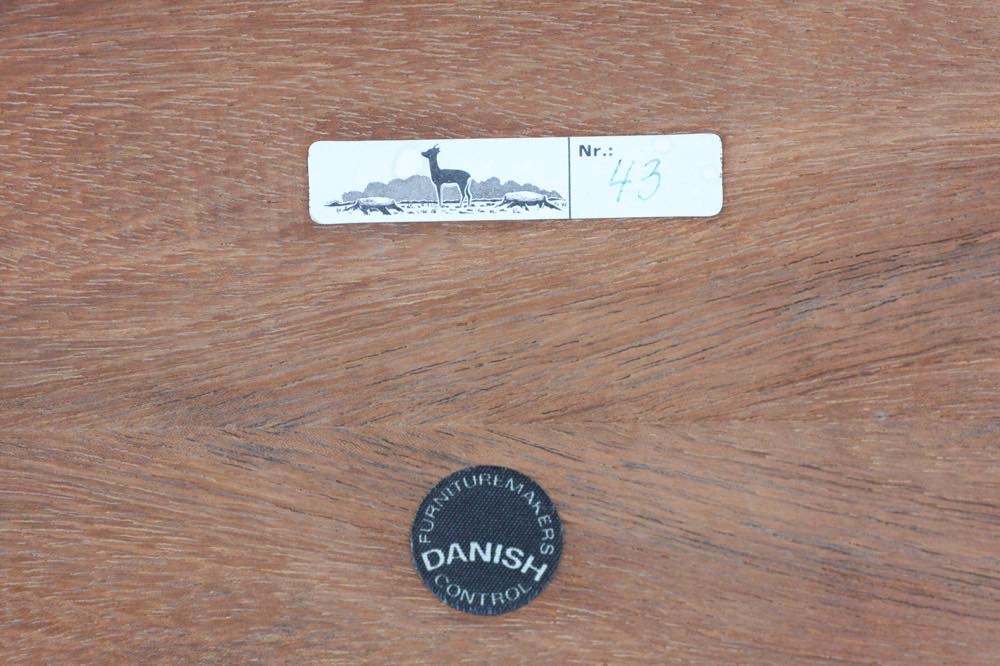 Nr.:
43
FURNITUREMAKERS
DANISH
CONTROL